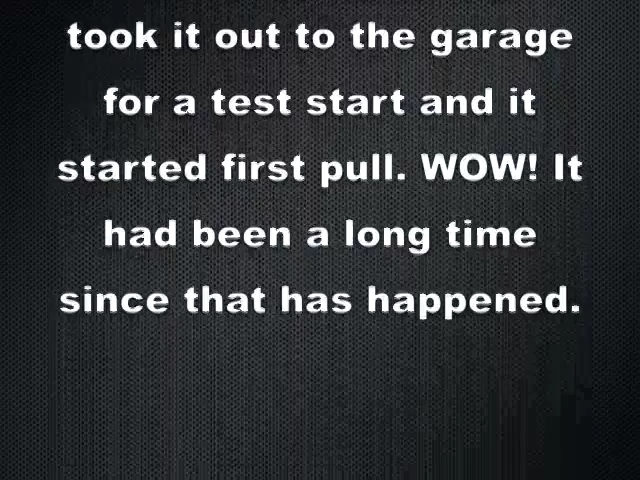 took it out to the garage
for a test start and it
started first pull. WOW! It
had been a long time
since that has happened.